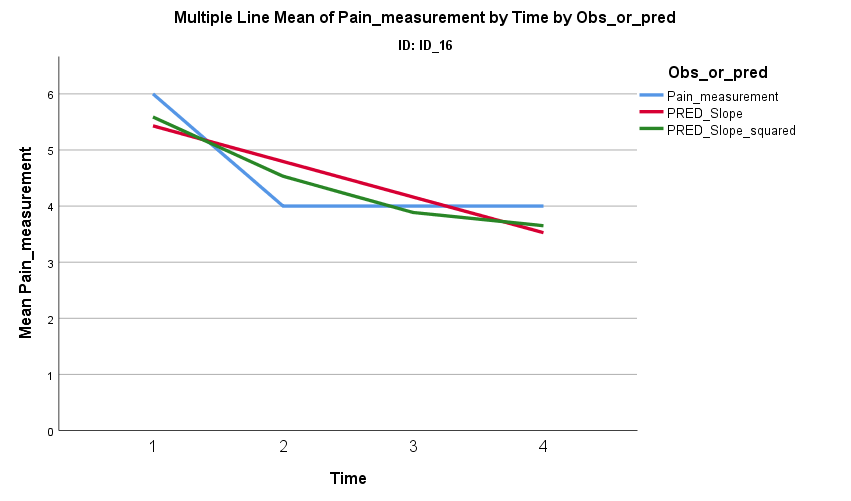 Multiple Line Mean of Pain_measurement by Time by Obs_or_pred
ID: ID_16
Obs_or_pred
Pain_measurement
PRED_Slope
PRED_Slope_squared
Mean Pain_measurement
6
5
4
3
2
1
0
1
2
3
4
Time